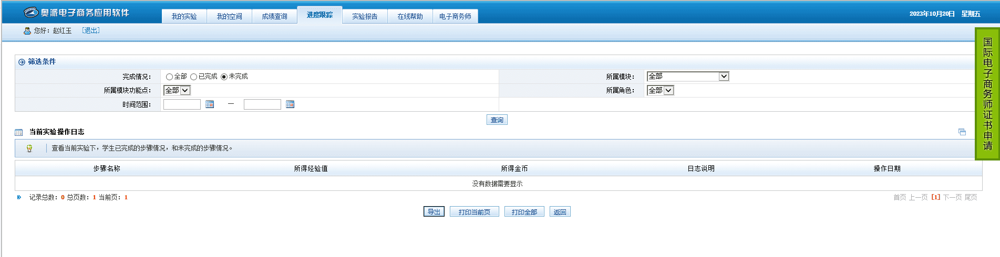 奥派电子商务应用软件
我的实验 我的空间 成绩查询 进度跟踪 实验报告 在线帮助 电子商务师
2023年10月20日 星期五
您好：赵红玉 [退出]
国际电子商务师证书申请
筛选条件
完成情况： 全部 已完成 未完成 所属模块： 全部
所属模块功能点： 全部 所属角色： 全部
时间范围： —
查询
当前实验操作日志
查看当前实验下，学生已完成的步骤情况，和未完成的步骤情况。
步骤名称 所得经验值 所得金币 日志说明 操作日期
没有数据需要显示
记录总数：0 总页数：1 当前页：1 首页 上一页 [1] 下一页 尾页
导出 打印当前页 打印全部 返回